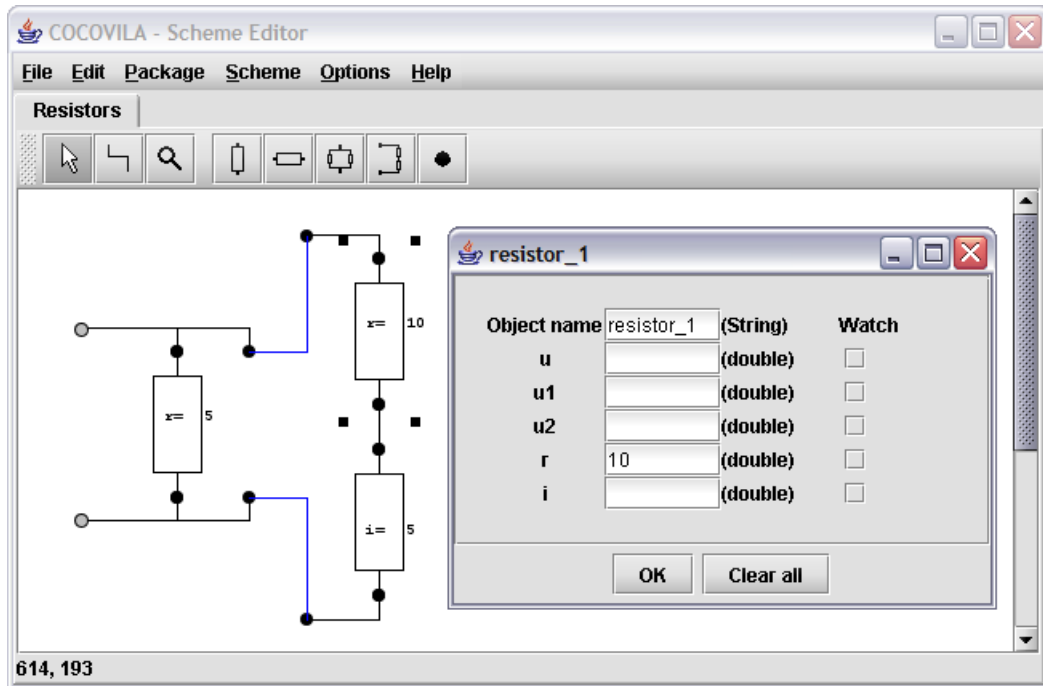 COCOVILA - Scheme Editor
File Edit Package Scheme Options Help
Resistors
resistor_1
r= 10
Object name resistor_1 (String) Watch
u (double)
u1 (double)
r= 5
u2 (double)
r 10 (double)
i (double)
i= 5
OK Clear all
614, 193